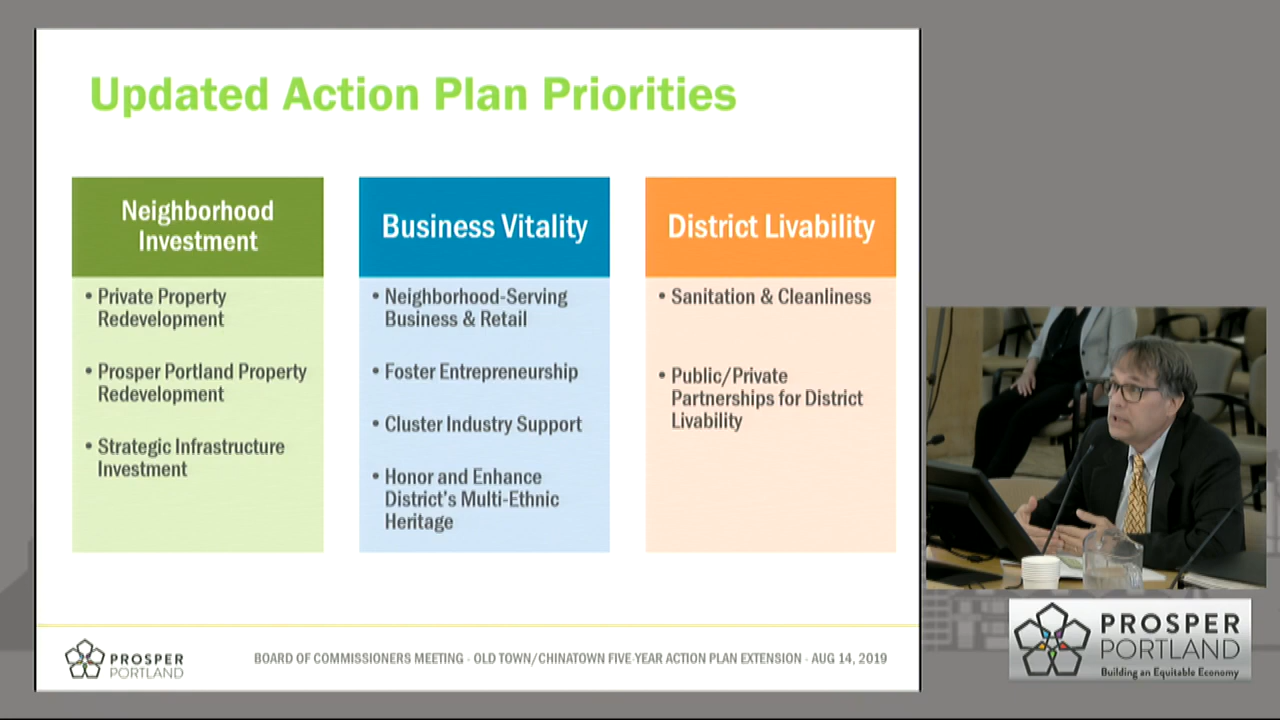 Updated Action Plan Priorities
Neighborhood
Investment
• Private Property
Redevelopment
• Prosper Portland Property
Redevelopment
• Strategic Infrastructure
Investment
Business Vitality
• Neighborhood-Serving
Business & Retail
• Foster Entrepreneurship
• Cluster Industry Support
• Honor and Enhance
District's Multi-Ethnic
Heritage
District Livability
• Sanitation & Cleanliness
• Public/Private
Partnerships for District
Livability
PROSPER
PORTLAND
BOARD OF COMMISSIONERS MEETING - OLD TOWN/CHINATOWN FIVE-YEAR ACTION PLAN EXTENSION - AUG 14, 2019
PROSPER
PORTLAND
Building an Equitable Economy